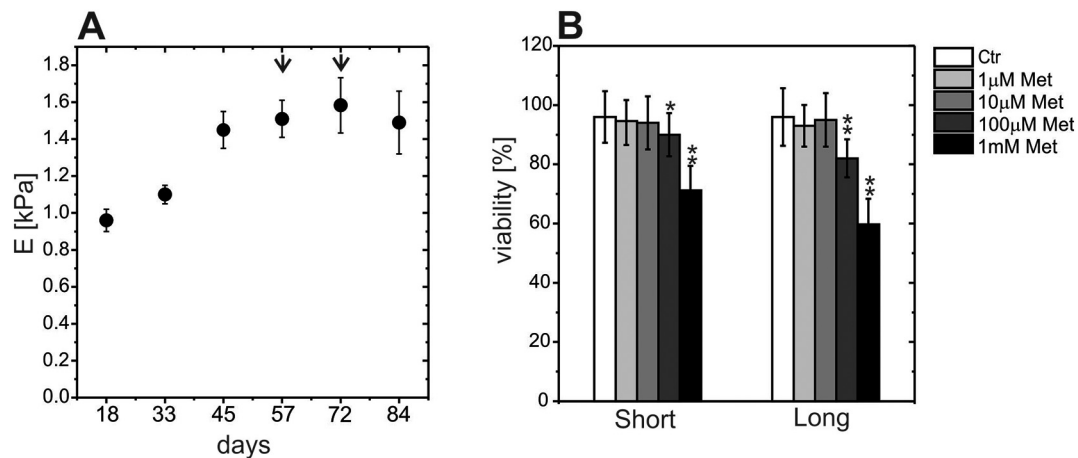 A
E [kPa]
1.8
1.6
1.4
1.2
1.0
0.8
0.6
0.4
0.2
0.0
18 33 45 57 72 84
days
B
viability [%]
120
100
80
60
40
20
0
*
**
**
**
Short Long
Ctr
1μM Met
10μM Met
100μM Met
1mM Met